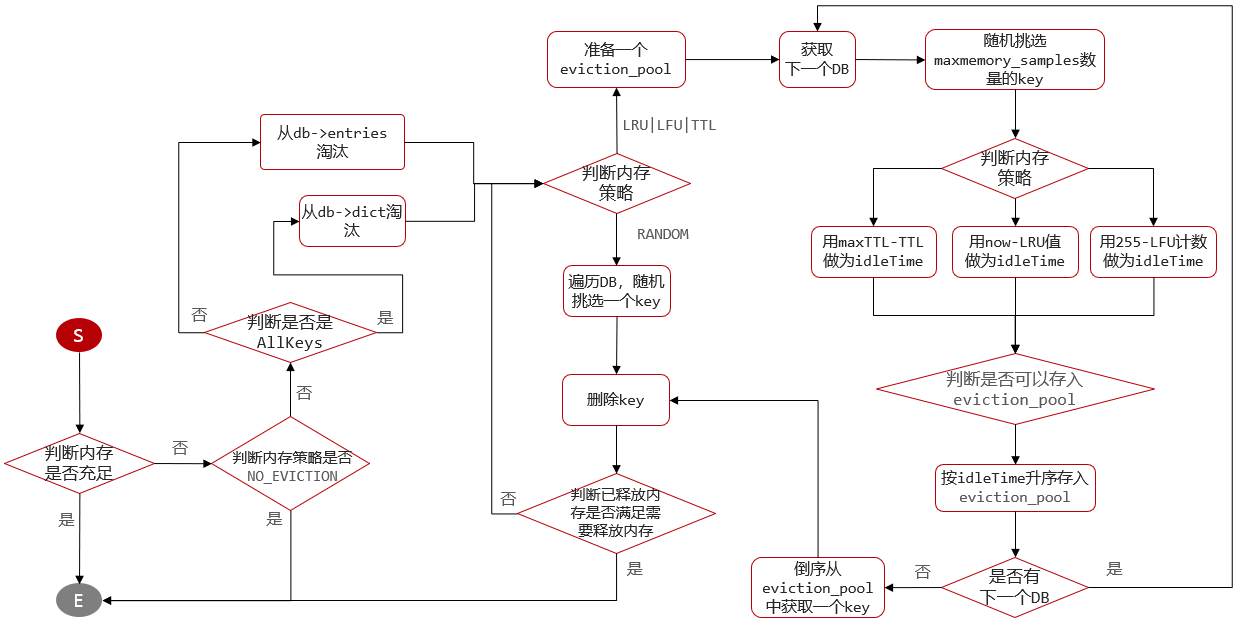 准备一个
eviction_pool
获取
下一个DB
随机挑选
maxmemory_samples数
量的key
LRU|LFU|TTL
从db->entries
淘汰
判断内存
策略
判断内存
策略
从db->dict淘
汰
RANDOM
用maxTTL-TTL
做为idleTime
用now-LRU值
做为idleTime
用255-LFU计数
做为idleTime
遍历DB，随机
挑选一个key
否
判断是否是
AllKeys
是
S
判断是否可以存入
eviction_pool
否
删除key
判断内存
是否充足
否
判断内存策略是否
NO_EVICTION
按idleTime升序存入
eviction_pool
否
判断已释放内
存是否满足需
要释放内存
是
是
是
E
倒序从
eviction_pool
中获取一个key
否
是否有
下一个DB
是